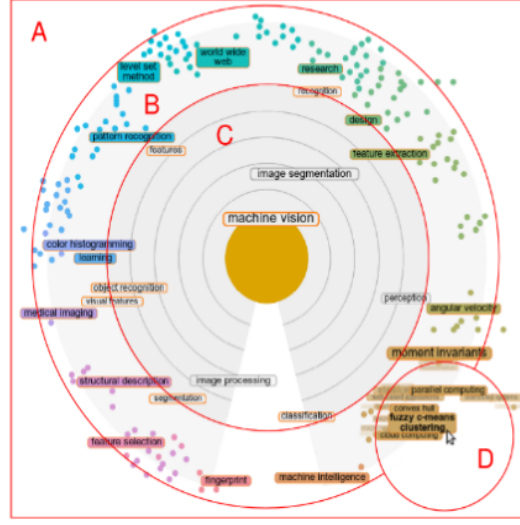 A
world wide
web
level set
method
research
recognition
B
design
pattern recognition
C
features
feature extraction
image segmentation
machine vision
color histogramming
learning
object recognition
visual features
perception
medical imaging
angular velocity
moment invariants
structural description
image processing
parallel computing
segmentation
convex hull
classification
fuzzy c-means
clustering
cloud computing
feature selection
D
fingerprint
machine intelligence